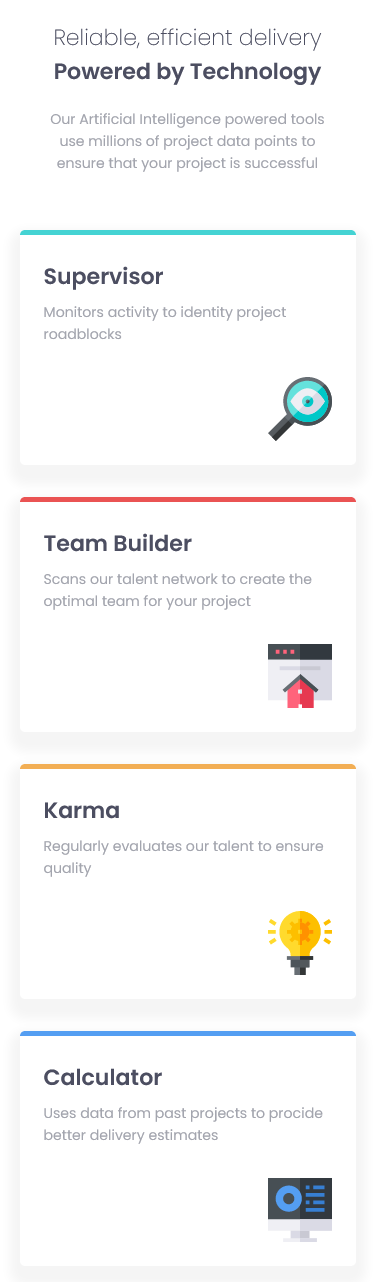 Reliable, efficient delivery
Powered by Technology
Our Artificial Intelligence powered tools
use millions of project data points to
ensure that your project is successful
Supervisor
Monitors activity to identity project
roadblocks
Team Builder
Scans our talent network to create the
optimal team for your project
Karma
Regularly evaluates our talent to ensure
quality
Calculator
Uses data from past projects to procide
better delivery estimates